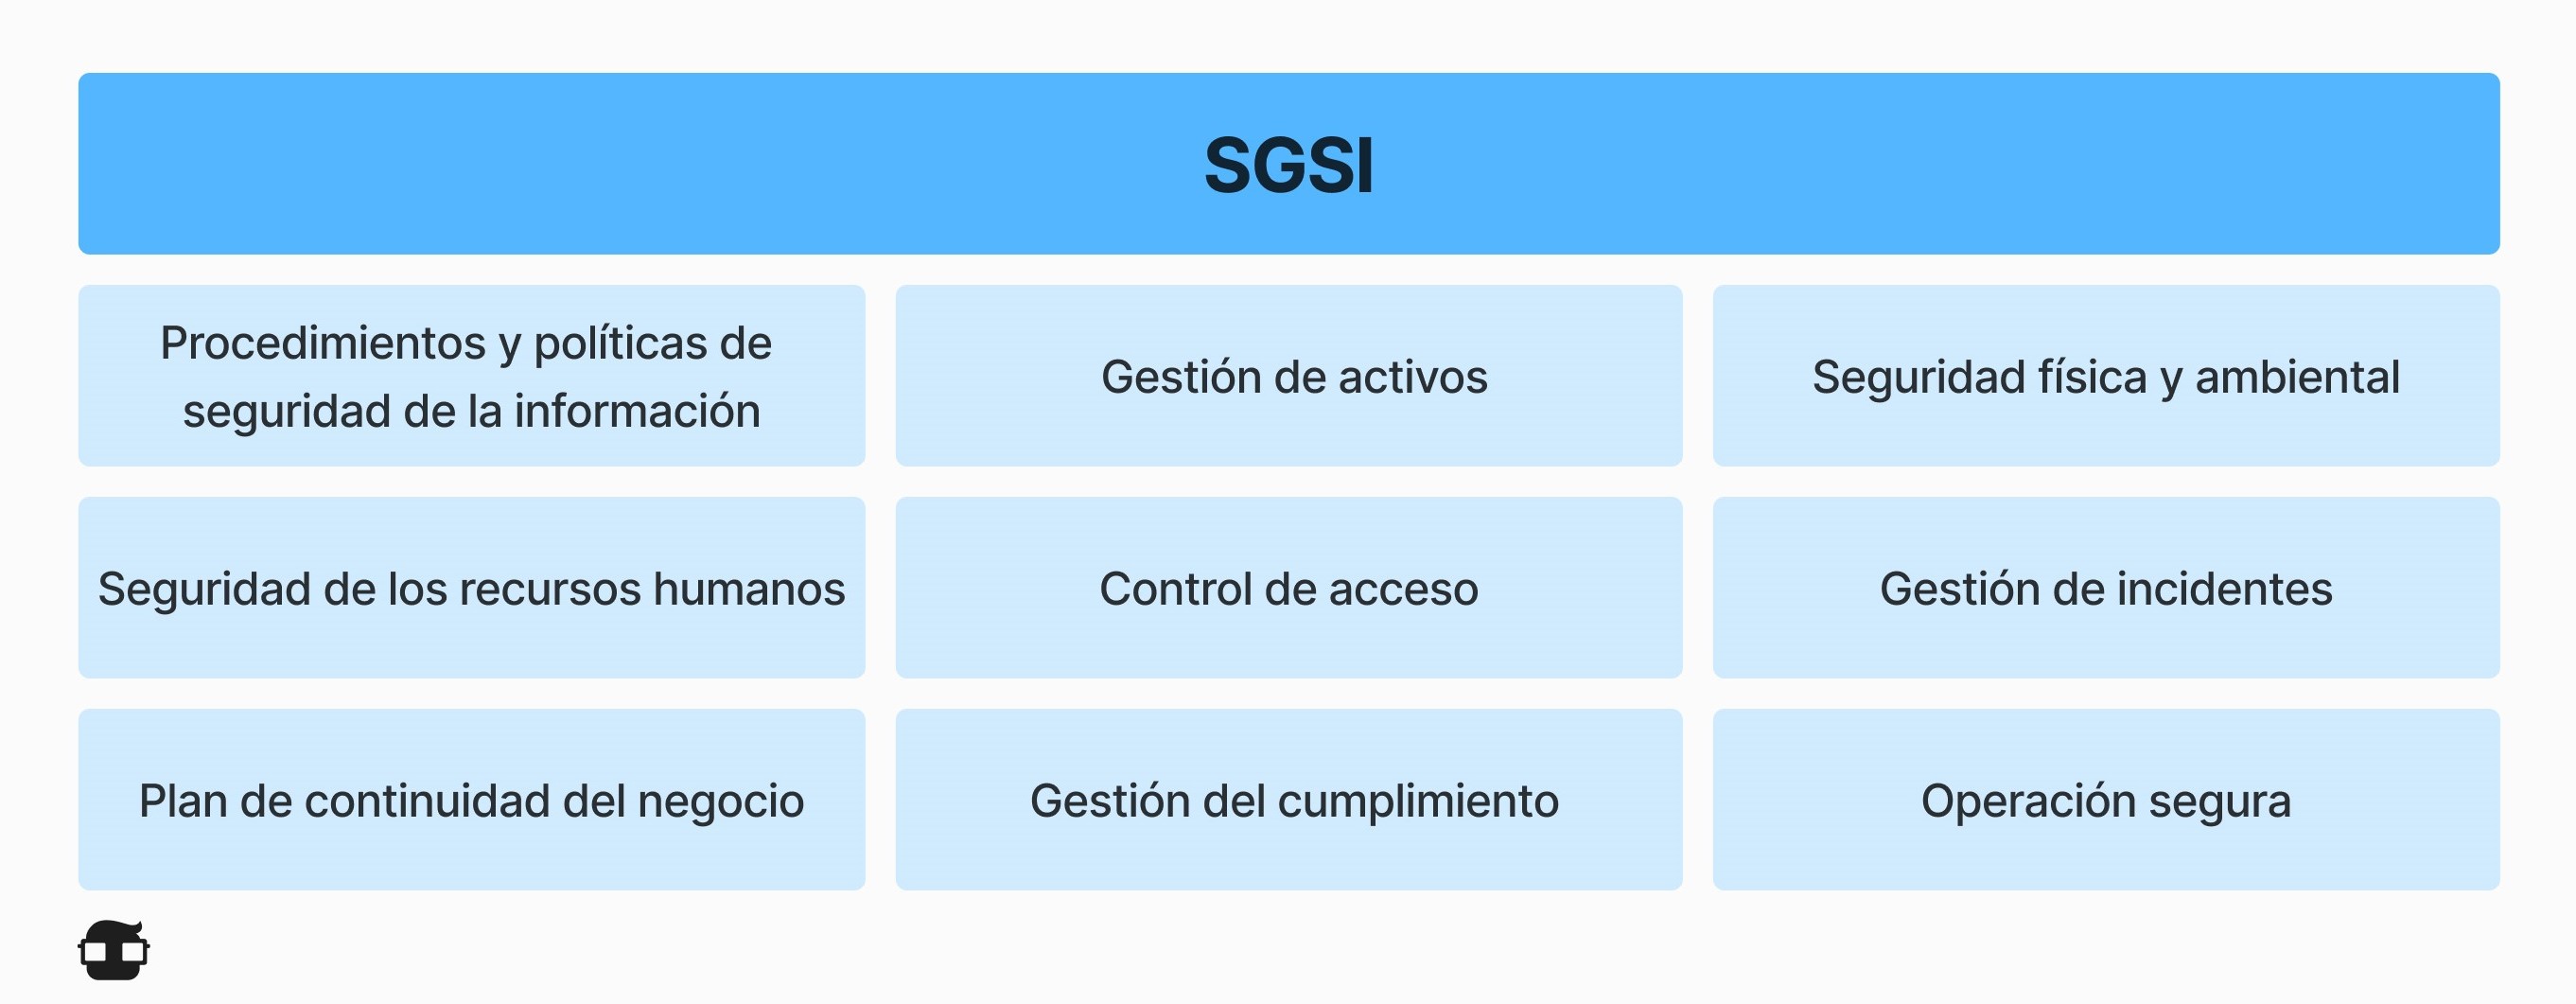 SGSI
Procedimientos y políticas de
seguridad de la información
Gestión de activos
Seguridad física y ambiental
Seguridad de los recursos humanos
Control de acceso
Gestión de incidentes
Plan de continuidad del negocio
Gestión del cumplimiento
Operación segura